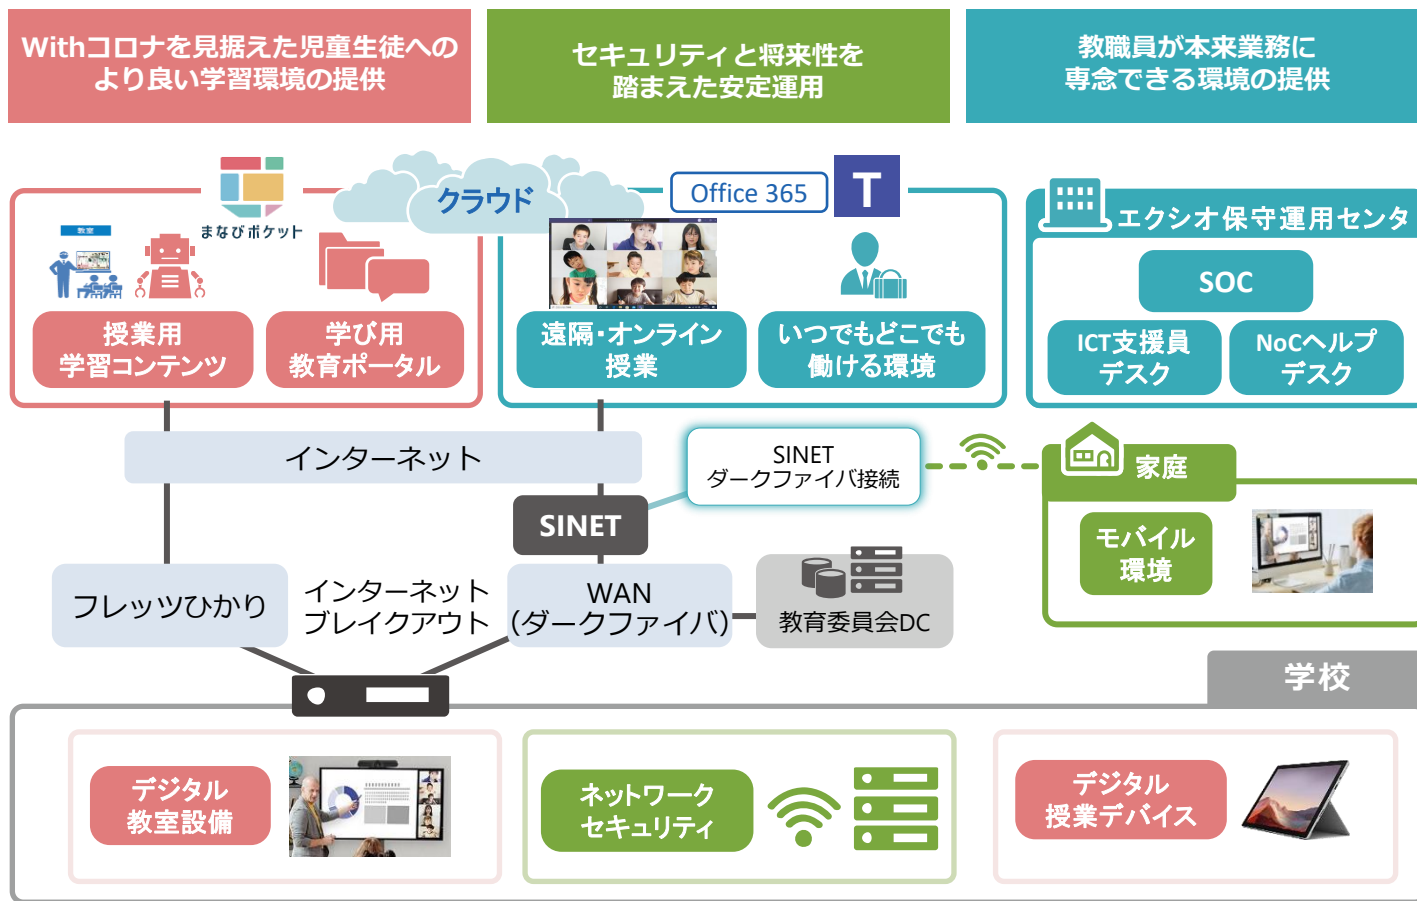 Withコロナを見据えた児童生徒への
より良い学習環境の提供
セキュリティと将来性を
踏まえた安定運用
教職員が本来業務に
専念できる環境の提供
まなびポケット
クラウド
Office 365
T
教室
授業用
学習コンテンツ
学び用
教育ポータル
遠隔・オンライン
授業
いつでもどこでも
働ける環境
エクシオ保守運用センタ
SOC
ICT支援員
デスク
NoCヘルプ
デスク
インターネット
SINET
ダークファイバ接続
家庭
モバイル
環境
SINET
フレッツひかり
インターネット
ブレイクアウト
WAN
(ダークファイバ)
教育委員会DC
学校
デジタル
教室設備
ネットワーク
セキュリティ
デジタル
授業デバイス